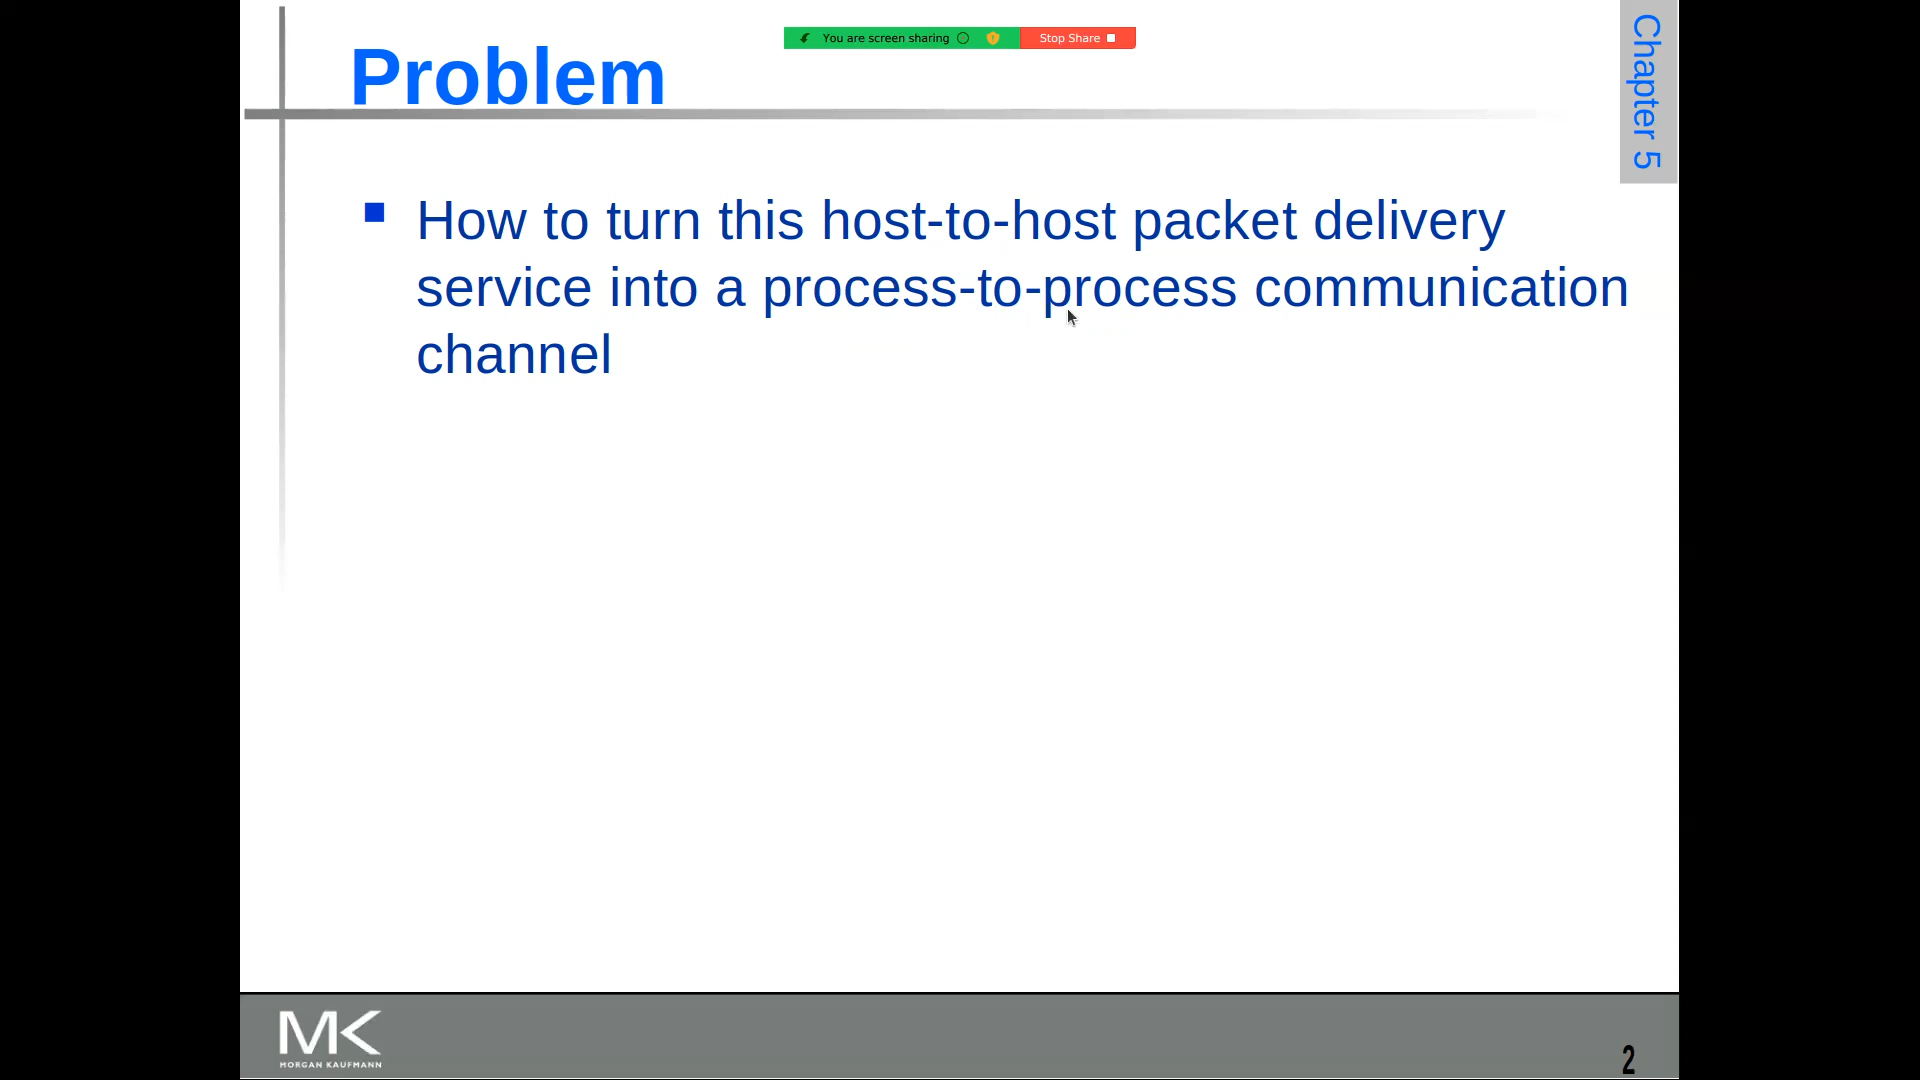 You are screen sharing
Stop Share
Problem
Chapter 5
How to turn this host-to-host packet delivery
service into a process-to-process communication
channel
MK
MORGAN KAUFMANN
2